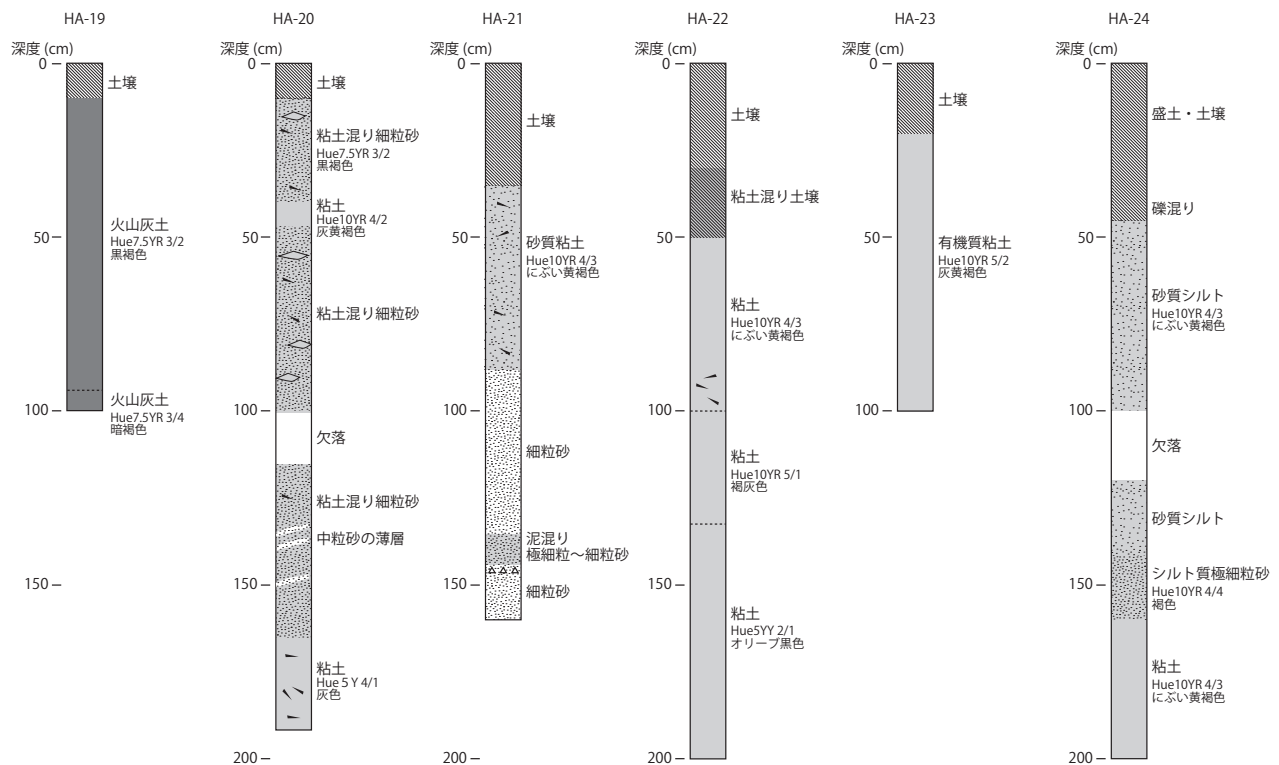 HA-19
深度 (cm)
0
50
100
150
土壌
火山灰土
Hue7.5YR 3/2
黒褐色
火山灰土
Hue7.5YR 3/4
暗褐色
HA-20
深度 (cm)
0
50
100
150
200
土壌
粘土混り細粒砂
Hue7.5YR 3/2
黒褐色
粘土
Hue10YR 4/2
灰黄褐色
粘土混り細粒砂
欠落
粘土混り細粒砂
中粒砂の薄層
粘土
Hue 5 Y 4/1
灰色
HA-21
深度 (cm)
0
50
100
150
200
土壌
砂質粘土
Hue10YR 4/3
にぶい黄褐色
細粒砂
泥混り
極細粒〜細粒砂
細粒砂
HA-22
深度 (cm)
0
50
100
150
200
土壌
粘土混り土壌
粘土
Hue10YR 4/3
にぶい黄褐色
粘土
Hue10YR 5/1
褐灰色
粘土
Hue5YY 2/1
オリーブ黒色
HA-23
深度 (cm)
0
50
100
土壌
有機質粘土
Hue10YR 5/2
灰黄褐色
HA-24
深度 (cm)
0
50
100
150
200
盛土・土壌
礫混り
砂質シルト
Hue10YR 4/3
にぶい黄褐色
欠落
砂質シルト
シルト質極細粒砂
Hue10YR 4/4
褐色
粘土
Hue10YR 4/3
にぶい黄褐色